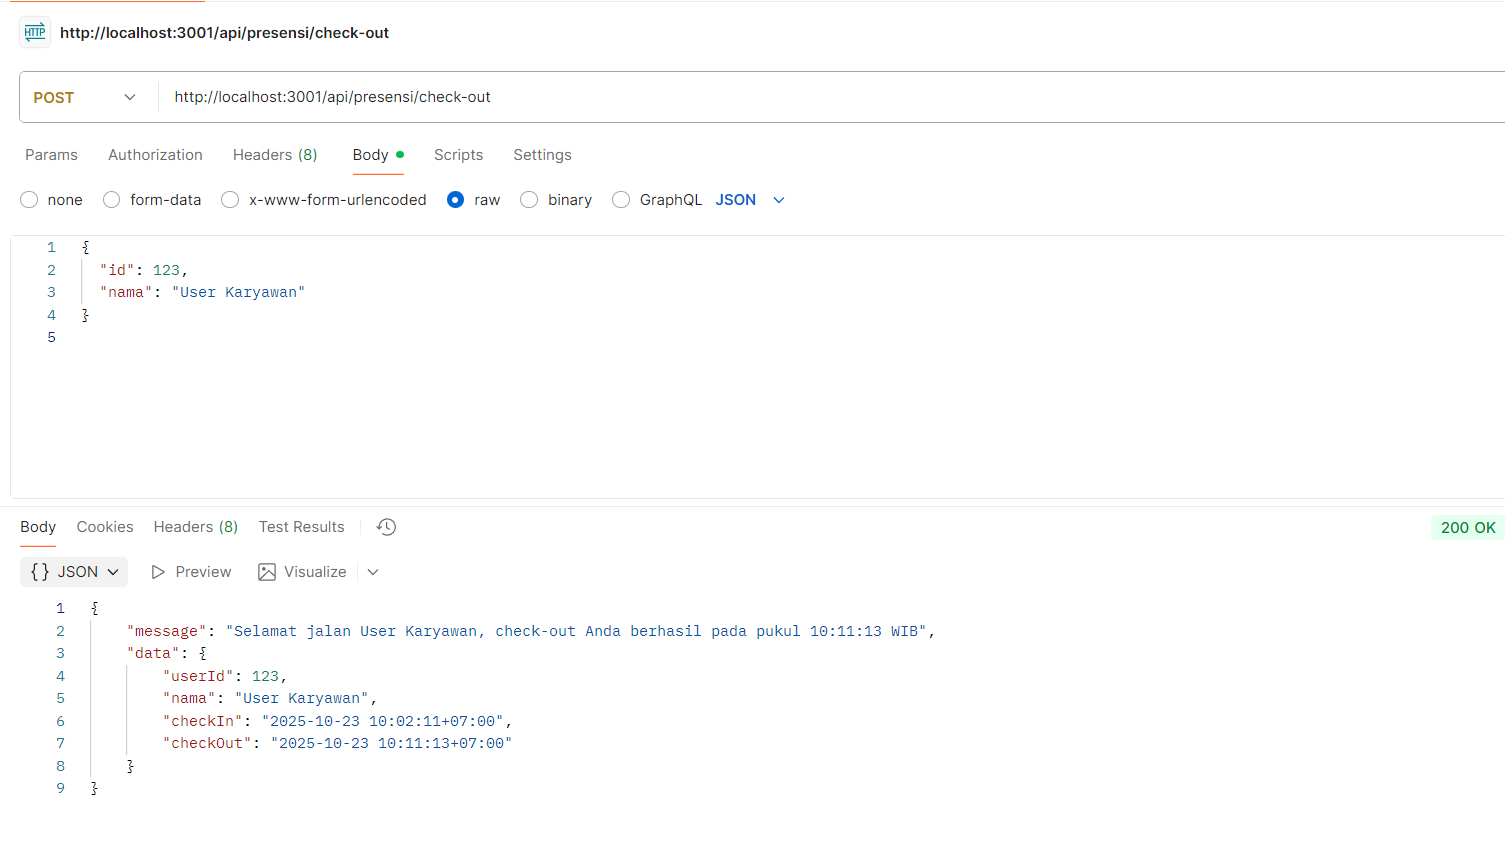 HTTP http://localhost:3001/api/presensi/check-out
POST http://localhost:3001/api/presensi/check-out
Params Authorization Headers (8) Body Scripts Settings
none form-data x-www-form-urlencoded raw binary GraphQL JSON
1 {
2 "id": 123,
3 "nama": "User Karyawan"
4 }
5
Body Cookies Headers (8) Test Results 200 OK
{} JSON Preview Visualize
1 {
2 "message": "Selamat jalan User Karyawan, check-out Anda berhasil pada pukul 10:11:13 WIB",
3 "data": {
4 "userId": 123,
5 "nama": "User Karyawan",
6 "checkIn": "2025-10-23 10:02:11+07:00",
7 "checkOut": "2025-10-23 10:11:13+07:00"
8 }
9 }